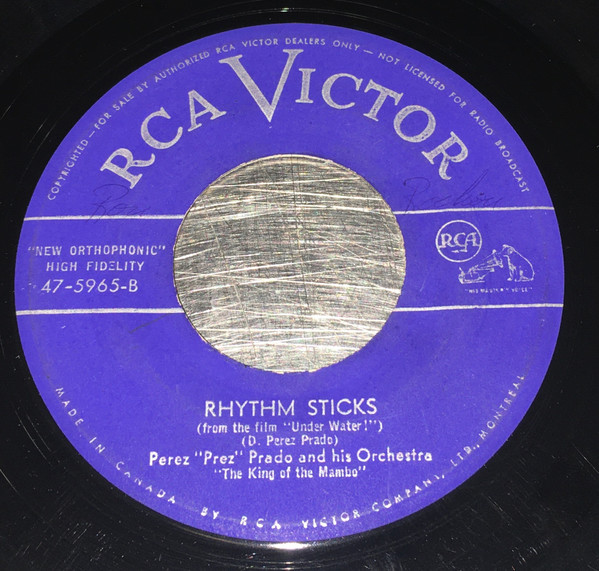 COPYRIGHTED — FOR SALE BY AUTHORIZED RCA VICTOR DEALERS ONLY — NOT LICENSED FOR RADIO BROADCAST
RCA VICTOR
"NEW ORTHOPHONIC"
HIGH FIDELITY
47-5965-B
RCA
"HIS MASTER'S VOICE"
RHYTHM STICKS
(from the film "Under Water!")
(D. Perez Prado)
Perez "Prez" Prado and his Orchestra
"The King of the Mambo"
MADE IN CANADA BY RCA VICTOR COMPANY, LTD., MONTREAL